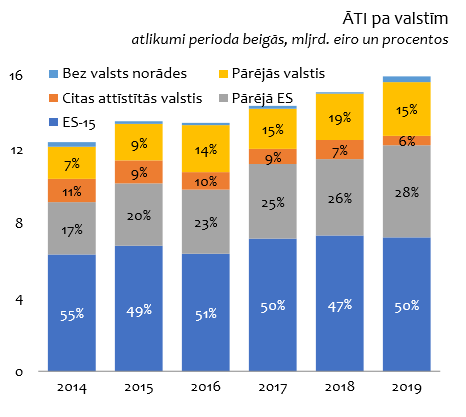 ĀTI pa valstīm
atlikumi perioda beigās, mljrd. eiro un procentos
16
Bez valsts norādes Pārējās valstis
Citas attīstītās valstis Pārējā ES
ES-15
12
8
4
0
7% 9% 14% 15% 19% 15%
11% 9% 10% 9% 7% 6%
17% 20% 23% 25% 26% 28%
55% 49% 51% 50% 47% 50%
2014 2015 2016 2017 2018 2019